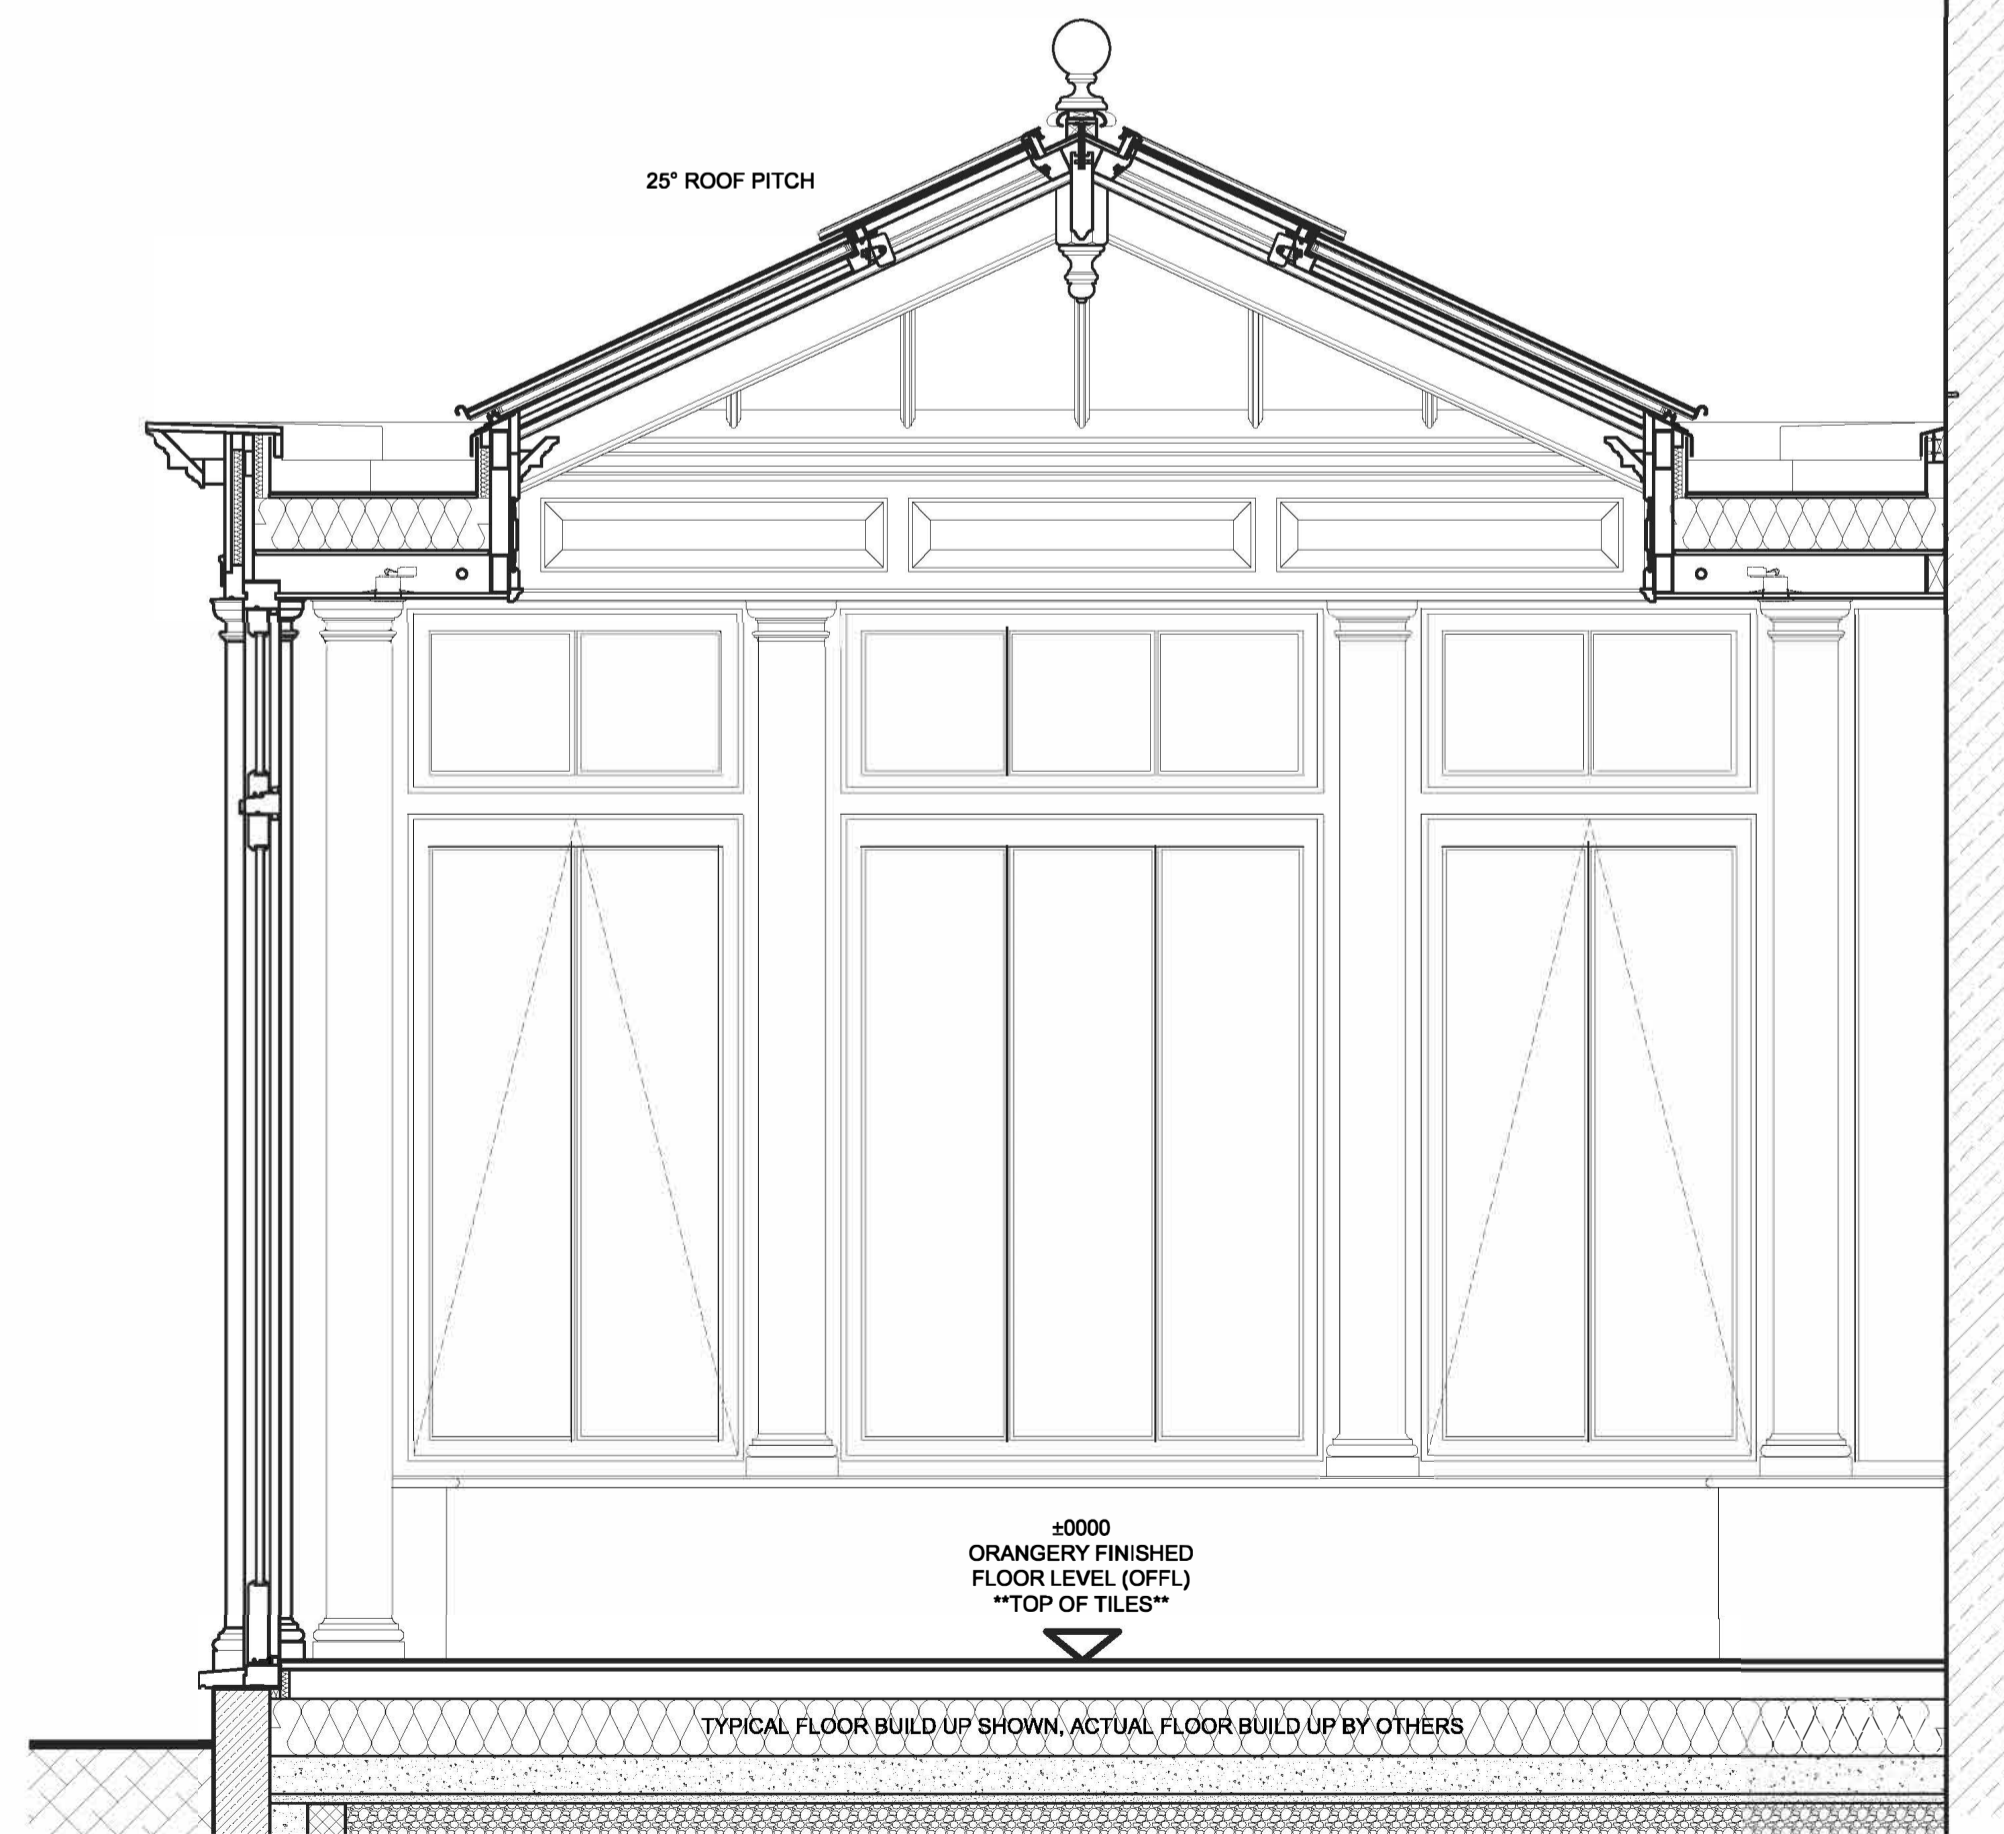 25° ROOF PITCH
±0000
ORANGERY FINISHED
FLOOR LEVEL (OFFL)
**TOP OF TILES**
TYPICAL FLOOR BUILD UP SHOWN, ACTUAL FLOOR BUILD UP BY OTHERS